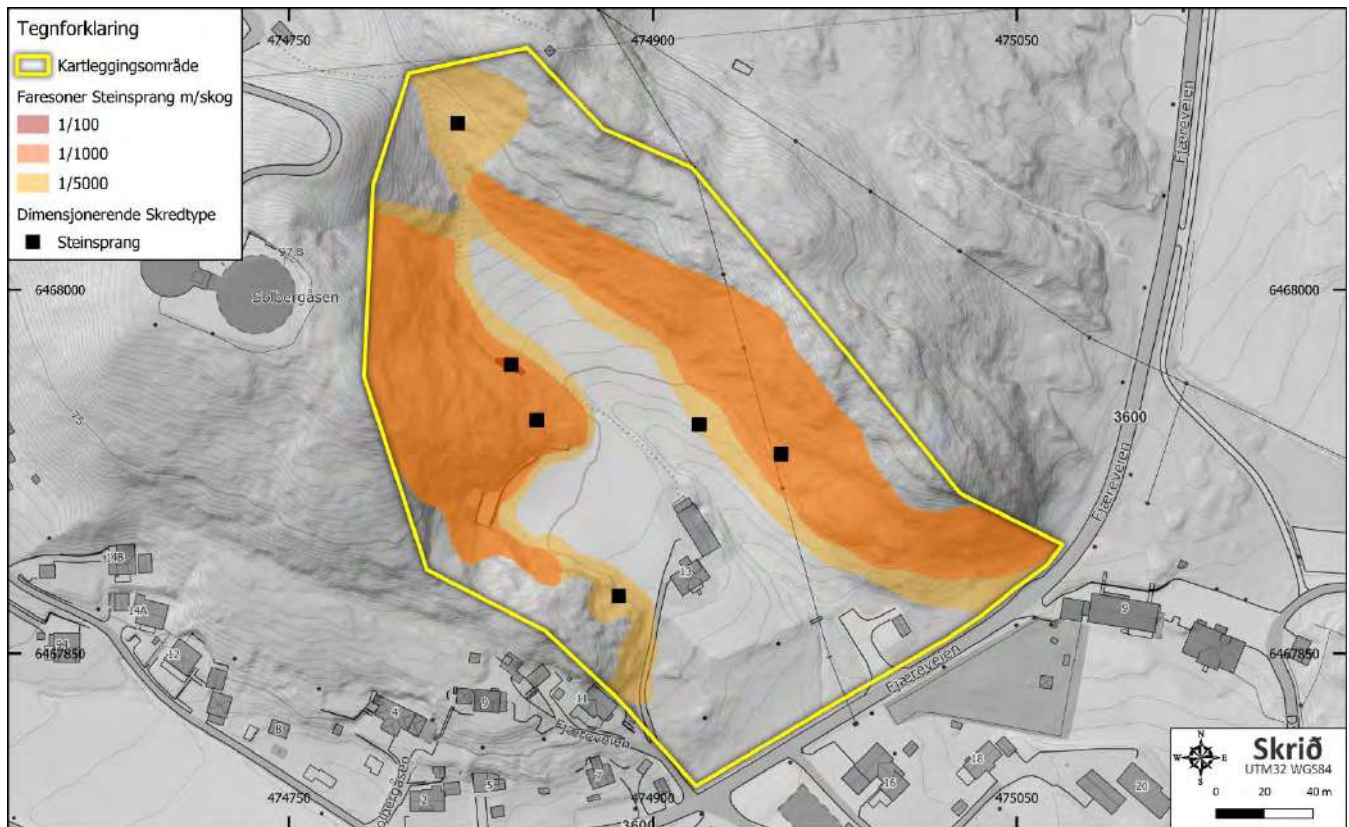 Tegnforklaring
Kartleggingsområde
Faresoner Steinsprang m/skog
1/100
1/1000
1/5000
Dimensjonerende Skredtype
Steinsprang
474750
474900
475050
Fjæreveien
97.8
Solbergåsen
6468000
6468000
75
3600
Fjæreveien
13
14B
14A
9
12
6467850
6467850
Fjæreveien
11
9
4
8
Fjæreveien
7
5
2
Solbergåsen
16
18
20
474750
474900
475050
3600
N
W
E
S
Skrið
UTM32 WGS84
0
20
40 m